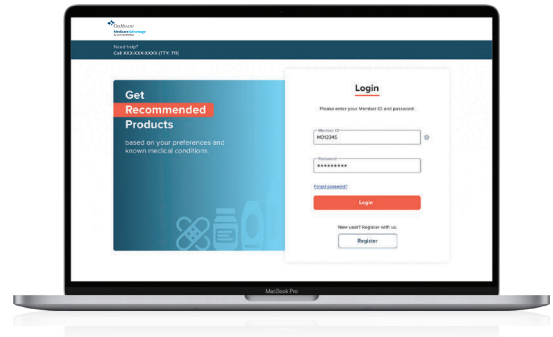 Medicare Advantage
Need help?
Call XXX-XXX-XXXX (TTY: 711)
Get
Recommended
Products
based on your preferences and
known medical conditions.
Login
Please enter your Member ID and password.
Member ID
Password
*********
Forgot password?
Login
New user? Register with us.
Register
MacBook Pro